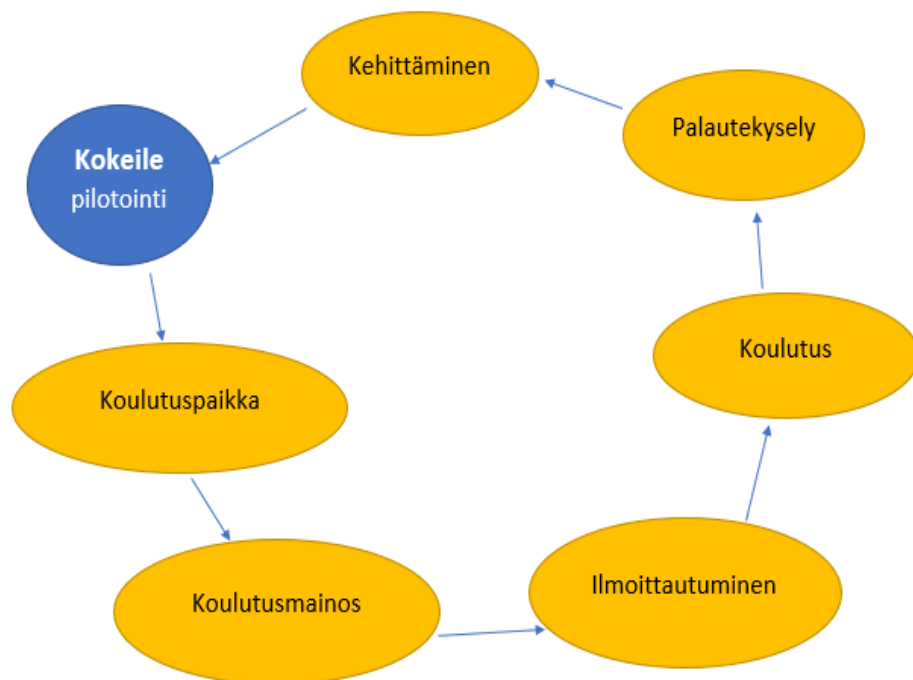 Kehittäminen
Palautekysely
Kokeile
pilotointi
Koulutus
Koulutuspaikka
Ilmoittautuminen
Koulutusmainos